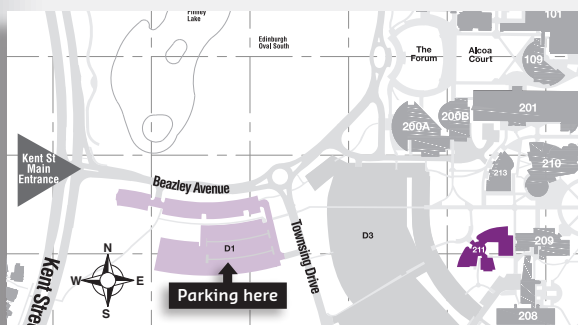 Finney
Lake
Edinburgh
Oval South
The
Forum
Alcoa
Court
101
109
201
200A
200B
210
213
Kent St
Main
Entrance
Beazley Avenue
Townsing Drive
D1
D3
211
209
208
N
W
E
S
Parking here
Kent Stre